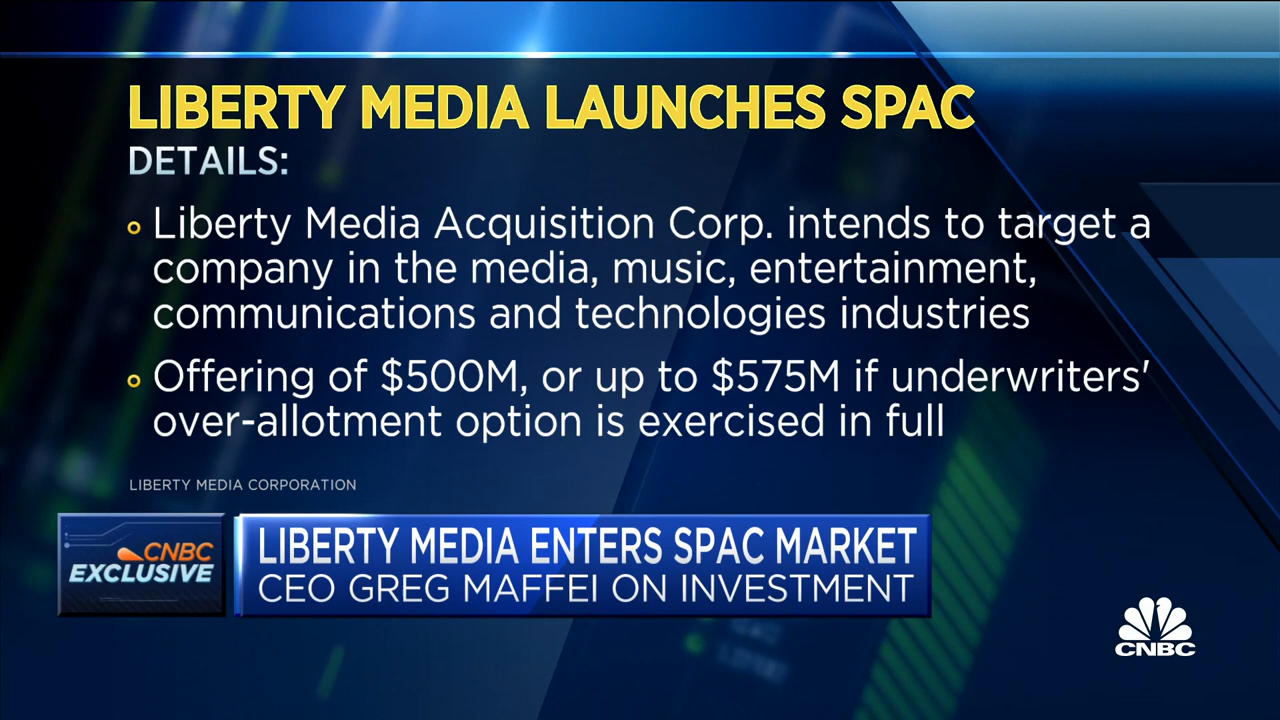 LIBERTY MEDIA LAUNCHES SPAC
DETAILS:
Liberty Media Acquisition Corp. intends to target a
company in the media, music, entertainment,
communications and technologies industries
Offering of $500M, or up to $575M if underwriters'
over-allotment option is exercised in full
LIBERTY MEDIA CORPORATION
CNBC
EXCLUSIVE
LIBERTY MEDIA ENTERS SPAC MARKET
CEO GREG MAFFEI ON INVESTMENT
CNBC